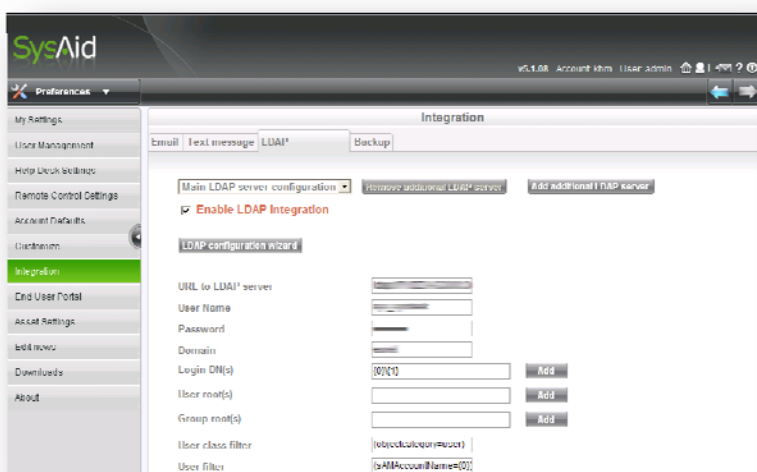 SysAid
v5.1.08 Account User admin ?
Preferences
Integration
My Settings
User Management
Help Desk Settings
Remote Control Settings
Account Defaults
Customize
Integration
End User Portal
Asset Settings
Edit news
Downloads
About
Email Text message LDAP Backup
Main LDAP server configuration Remove additional LDAP server Add additional LDAP server
Enable LDAP Integration
LDAP configuration wizard
URL to LDAP server
User Name
Password
Domain
Login DN(s) {0}\{1} Add
User root(s) Add
Group root(s) Add
User class filter (objectcategory=user)
User filter (sAMAccountName={0})